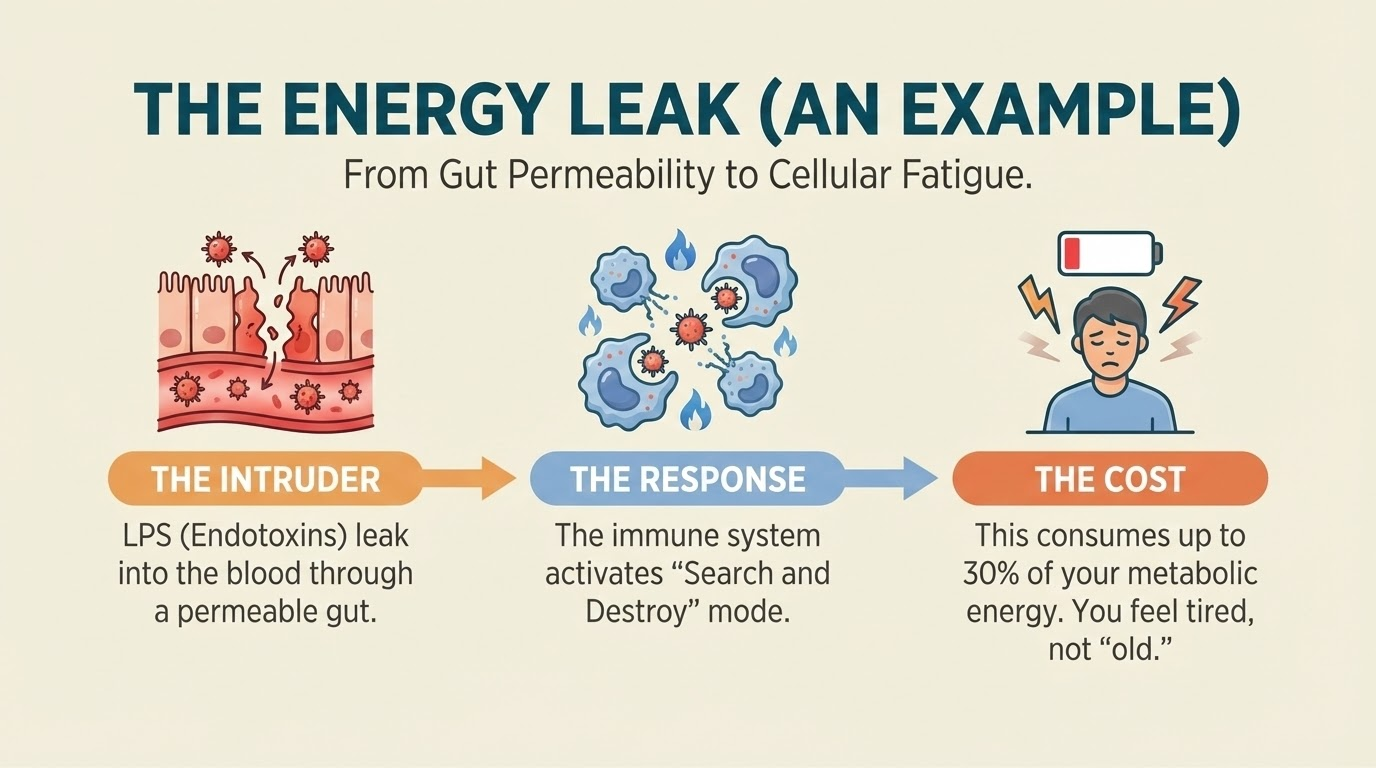 THE ENERGY LEAK (AN EXAMPLE)
From Gut Permeability to Cellular Fatigue.
THE INTRUDER
LPS (Endotoxins) leak
into the blood through
a permeable gut.
THE RESPONSE
The immune system
activates “Search and
Destroy” mode.
THE COST
This consumes up to
30% of your metabolic
energy. You feel tired,
not “old.”